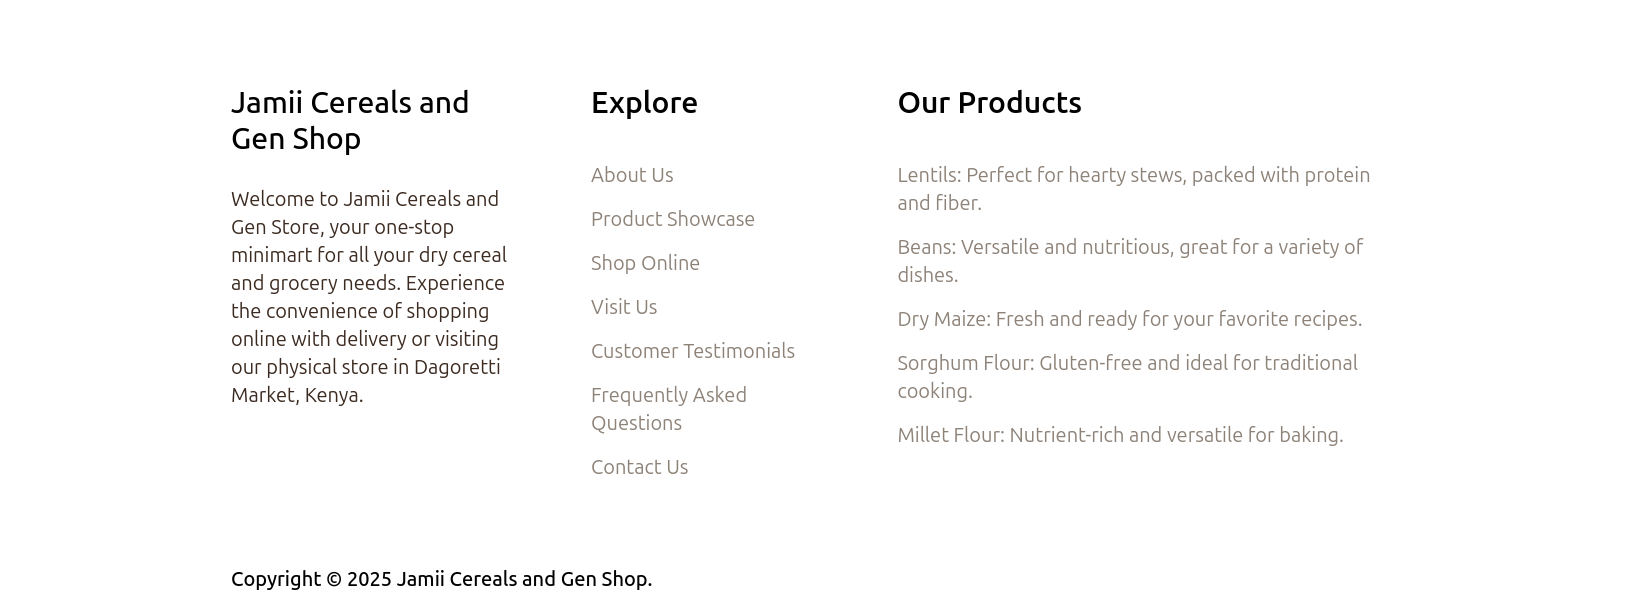 Jamii Cereals and
Gen Shop
Welcome to Jamii Cereals and
Gen Store, your one-stop
minimart for all your dry cereal
and grocery needs. Experience
the convenience of shopping
online with delivery or visiting
our physical store in Dagoretti
Market, Kenya.
Explore
About Us
Product Showcase
Shop Online
Visit Us
Customer Testimonials
Frequently Asked
Questions
Contact Us
Our Products
Lentils: Perfect for hearty stews, packed with protein
and fiber.
Beans: Versatile and nutritious, great for a variety of
dishes.
Dry Maize: Fresh and ready for your favorite recipes.
Sorghum Flour: Gluten-free and ideal for traditional
cooking.
Millet Flour: Nutrient-rich and versatile for baking.
Copyright © 2025 Jamii Cereals and Gen Shop.